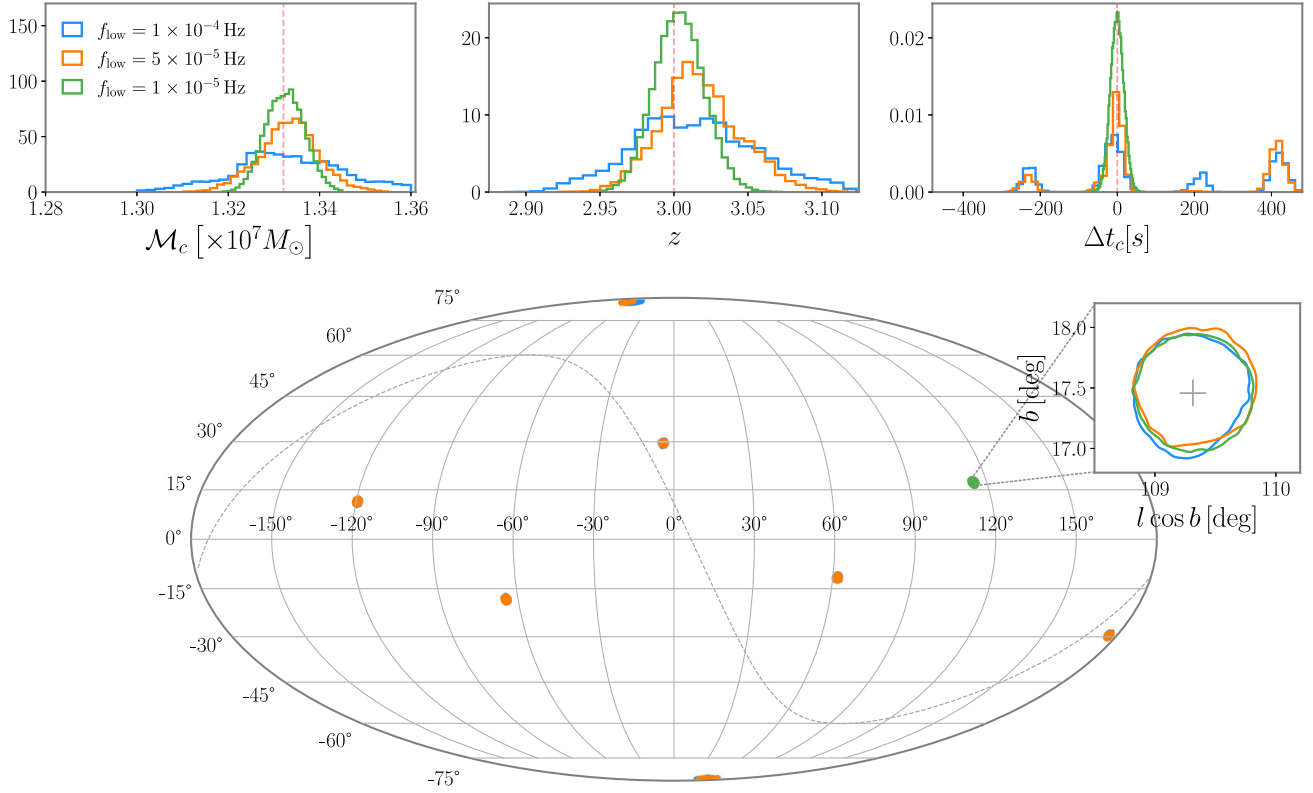 150
100
50
0
f_low = 1 × 10⁻⁴ Hz
f_low = 5 × 10⁻⁵ Hz
f_low = 1 × 10⁻⁵ Hz
1.28 1.30 1.32 1.34 1.36
ℳ_c [×10⁷M_⊙]
20
10
0
2.90 2.95 3.00 3.05 3.10
z
0.02
0.01
0.00
−400 −200 0 200 400
Δt_c[s]
75°
60°
45°
30°
15°
0°
-15°
-30°
-45°
-60°
-75°
-150° -120° -90° -60° -30° 0° 30° 60° 90° 120° 150°
18.0
17.5
17.0
b [deg]
109 110
l cos b [deg]